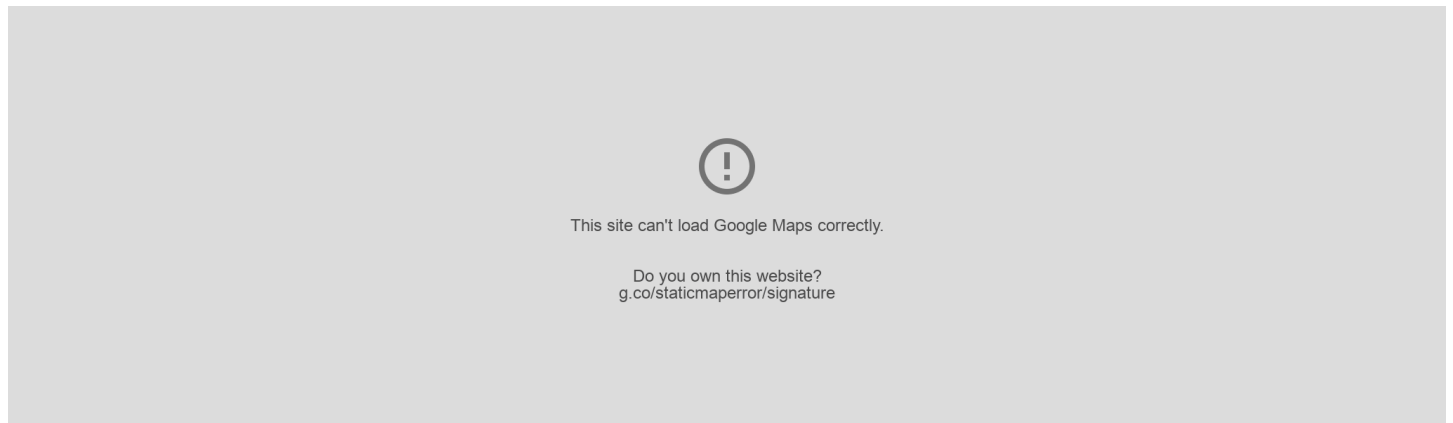 This site can't load Google Maps correctly.
Do you own this website?
g.co/staticmaperror/signature